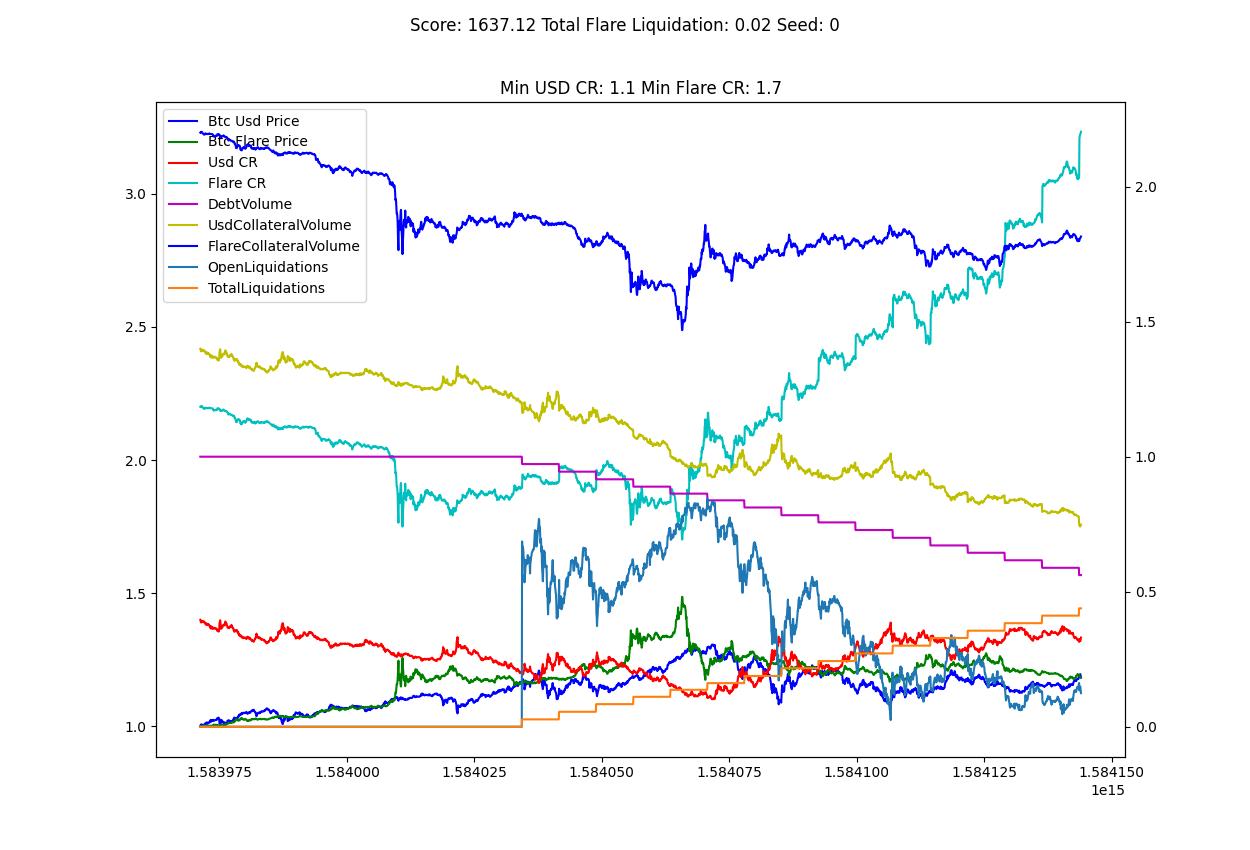 Score: 1637.12 Total Flare Liquidation: 0.02 Seed: 0
Min USD CR: 1.1 Min Flare CR: 1.7
Btc Usd Price
Btc Flare Price
Usd CR
Flare CR
DebtVolume
UsdCollateralVolume
FlareCollateralVolume
OpenLiquidations
TotalLiquidations
3.0
2.5
2.0
1.5
1.0
2.0
1.5
1.0
0.5
0.0
1.583975 1.584000 1.584025 1.584050 1.584075 1.584100 1.584125 1.584150
1e15